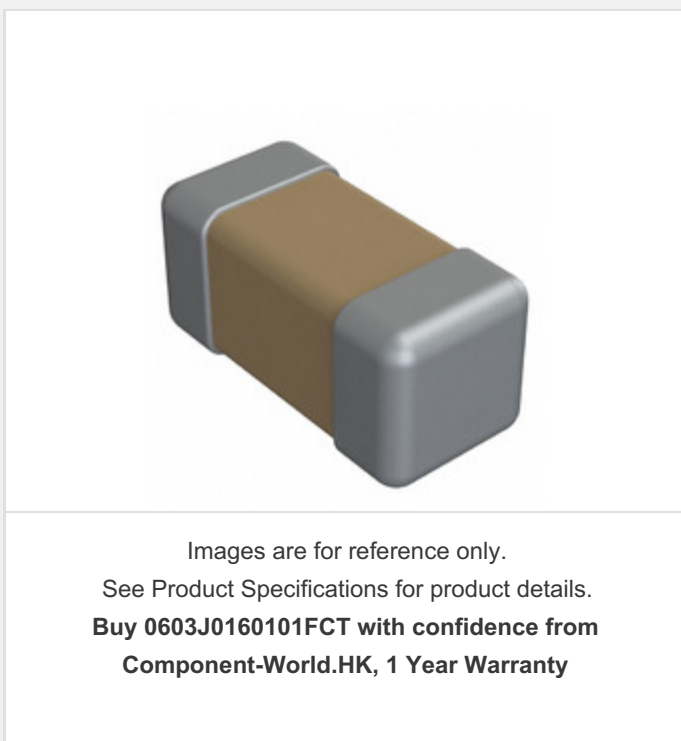 Images are for reference only.
See Product Specifications for product details.
Buy 0603J0160101FCT with confidence from
Component-World.HK, 1 Year Warranty